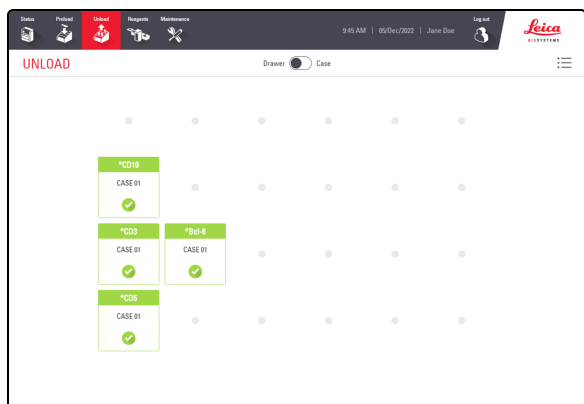 Status Preload Unload Reagents Maintenance
9:45 AM | 05/Dec/2022 | Jane Doe
Log out
Leica
BIOSYSTEMS
UNLOAD
Drawer Case
*CD10
CASE 01
*CD3 *Bcl-6
CASE 01 CASE 01
*CD5
CASE 01